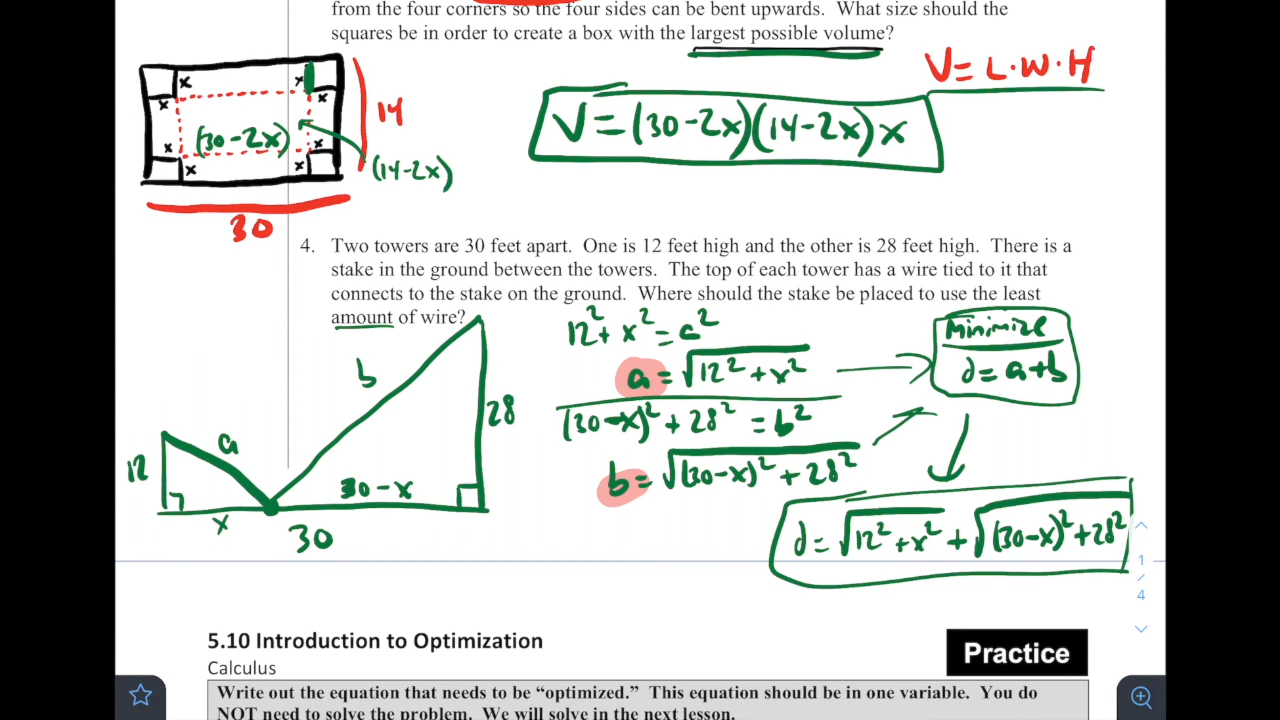 from the four corners so the four sides can be bent upwards. What size should the
squares be in order to create a box with the largest possible volume?
V = L·W·H
x x
x x
14
(30-2x)
V = (30-2x)(14-2x)x
x x
x x
(14-2x)
30
4. Two towers are 30 feet apart. One is 12 feet high and the other is 28 feet high. There is a
stake in the ground between the towers. The top of each tower has a wire tied to it that
connects to the stake on the ground. Where should the stake be placed to use the least
amount of wire?
12² + x² = a²
minimize
a = √12² + x²
d = a+b
b
28
(30-x)² + 28² = b²
a
12
b = √(30-x)² + 28²
30-x
x
30
d = √12² + x² + √(30-x)² + 28²
1
/
4
5.10 Introduction to Optimization
Calculus
Practice
Write out the equation that needs to be “optimized.” This equation should be in one variable. You do
NOT need to solve the problem. We will solve in the next lesson.